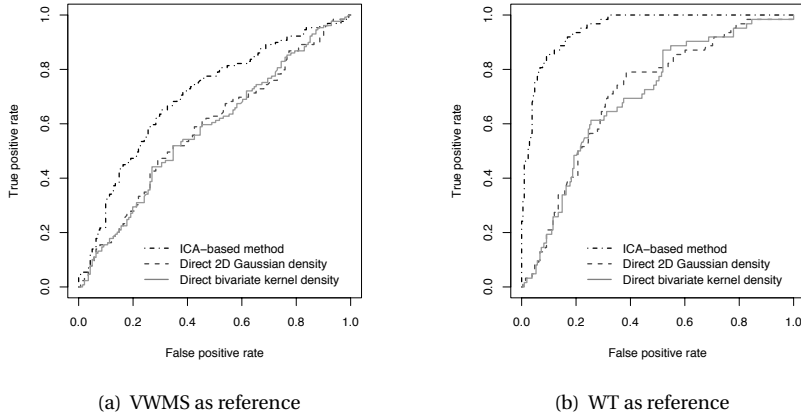 True positive rate
1.0
0.8
0.6
0.4
0.2
0.0
ICA−based method
Direct 2D Gaussian density
Direct bivariate kernel density
0.0 0.2 0.4 0.6 0.8 1.0
False positive rate
(a) VWMS as reference
True positive rate
1.0
0.8
0.6
0.4
0.2
0.0
ICA−based method
Direct 2D Gaussian density
Direct bivariate kernel density
0.0 0.2 0.4 0.6 0.8 1.0
False positive rate
(b) WT as reference